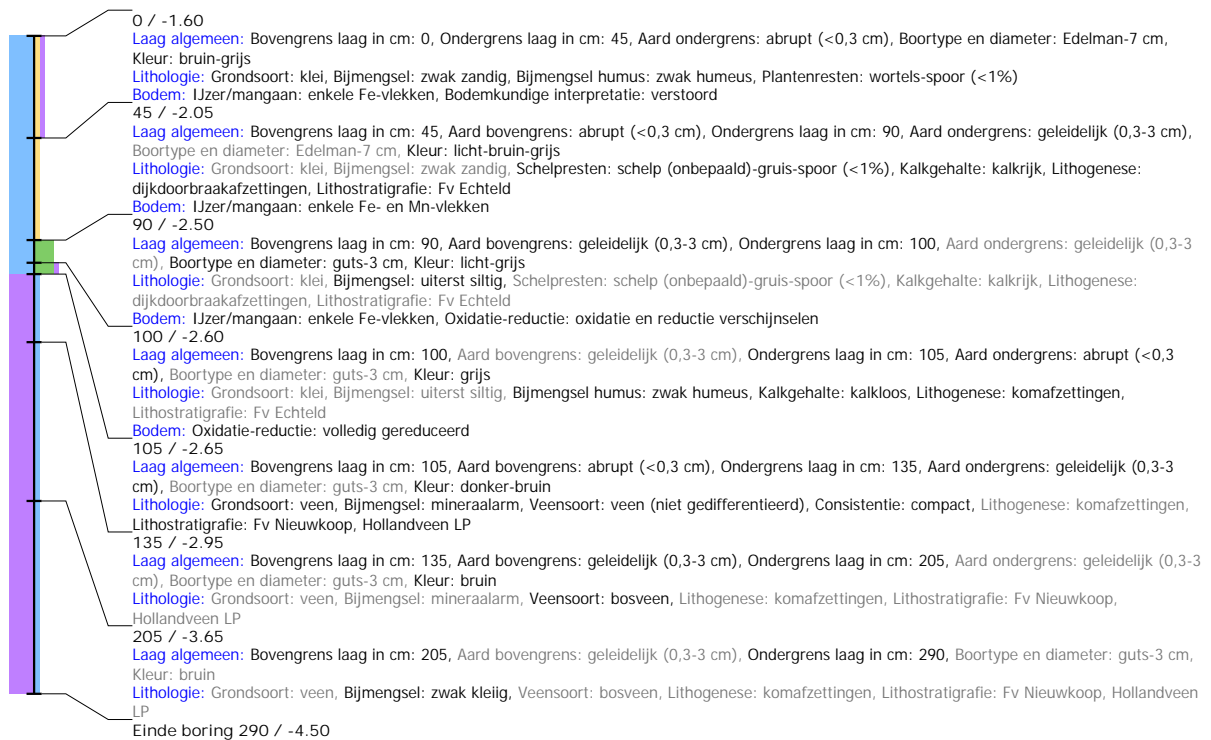 0 / -1.60
Laag algemeen: Bovengrens laag in cm: 0, Ondergrens laag in cm: 45, Aard ondergrens: abrupt (<0,3 cm), Boortype en diameter: Edelman-7 cm,
Kleur: bruin-grijs
Lithologie: Grondsoort: klei, Bijmengsel: zwak zandig, Bijmengsel humus: zwak humeus, Plantenresten: wortels-spoor (<1%)
Bodem: IJzer/mangaan: enkele Fe-vlekken, Bodemkundige interpretatie: verstoord
45 / -2.05
Laag algemeen: Bovengrens laag in cm: 45, Aard bovengrens: abrupt (<0,3 cm), Ondergrens laag in cm: 90, Aard ondergrens: geleidelijk (0,3-3 cm),
Boortype en diameter: Edelman-7 cm, Kleur: licht-bruin-grijs
Lithologie: Grondsoort: klei, Bijmengsel: zwak zandig, Schelpresten: schelp (onbepaald)-gruis-spoor (<1%), Kalkgehalte: kalkrijk, Lithogenese:
dijkdoorbraakafzettingen, Lithostratigrafie: Fv Echteld
Bodem: IJzer/mangaan: enkele Fe- en Mn-vlekken
90 / -2.50
Laag algemeen: Bovengrens laag in cm: 90, Aard bovengrens: geleidelijk (0,3-3 cm), Ondergrens laag in cm: 100, Aard ondergrens: geleidelijk (0,3-3
cm), Boortype en diameter: guts-3 cm, Kleur: licht-grijs
Lithologie: Grondsoort: klei, Bijmengsel: uiterst siltig, Schelpresten: schelp (onbepaald)-gruis-spoor (<1%), Kalkgehalte: kalkrijk, Lithogenese:
dijkdoorbraakafzettingen, Lithostratigrafie: Fv Echteld
Bodem: IJzer/mangaan: enkele Fe-vlekken, Oxidatie-reductie: oxidatie en reductie verschijnselen
100 / -2.60
Laag algemeen: Bovengrens laag in cm: 100, Aard bovengrens: geleidelijk (0,3-3 cm), Ondergrens laag in cm: 105, Aard ondergrens: abrupt (<0,3
cm), Boortype en diameter: guts-3 cm, Kleur: grijs
Lithologie: Grondsoort: klei, Bijmengsel: uiterst siltig, Bijmengsel humus: zwak humeus, Kalkgehalte: kalkloos, Lithogenese: komafzettingen,
Lithostratigrafie: Fv Echteld
Bodem: Oxidatie-reductie: volledig gereduceerd
105 / -2.65
Laag algemeen: Bovengrens laag in cm: 105, Aard bovengrens: abrupt (<0,3 cm), Ondergrens laag in cm: 135, Aard ondergrens: geleidelijk (0,3-3
cm), Boortype en diameter: guts-3 cm, Kleur: donker-bruin
Lithologie: Grondsoort: veen, Bijmengsel: mineraalarm, Veensoort: veen (niet gedifferentieerd), Consistentie: compact, Lithogenese: komafzettingen,
Lithostratigrafie: Fv Nieuwkoop, Hollandveen LP
135 / -2.95
Laag algemeen: Bovengrens laag in cm: 135, Aard bovengrens: geleidelijk (0,3-3 cm), Ondergrens laag in cm: 205, Aard ondergrens: geleidelijk (0,3-3
cm), Boortype en diameter: guts-3 cm, Kleur: bruin
Lithologie: Grondsoort: veen, Bijmengsel: mineraalarm, Veensoort: bosveen, Lithogenese: komafzettingen, Lithostratigrafie: Fv Nieuwkoop,
Hollandveen LP
205 / -3.65
Laag algemeen: Bovengrens laag in cm: 205, Aard bovengrens: geleidelijk (0,3-3 cm), Ondergrens laag in cm: 290, Boortype en diameter: guts-3 cm,
Kleur: bruin
Lithologie: Grondsoort: veen, Bijmengsel: zwak kleiig, Veensoort: bosveen, Lithogenese: komafzettingen, Lithostratigrafie: Fv Nieuwkoop, Hollandveen
LP
Einde boring 290 / -4.50